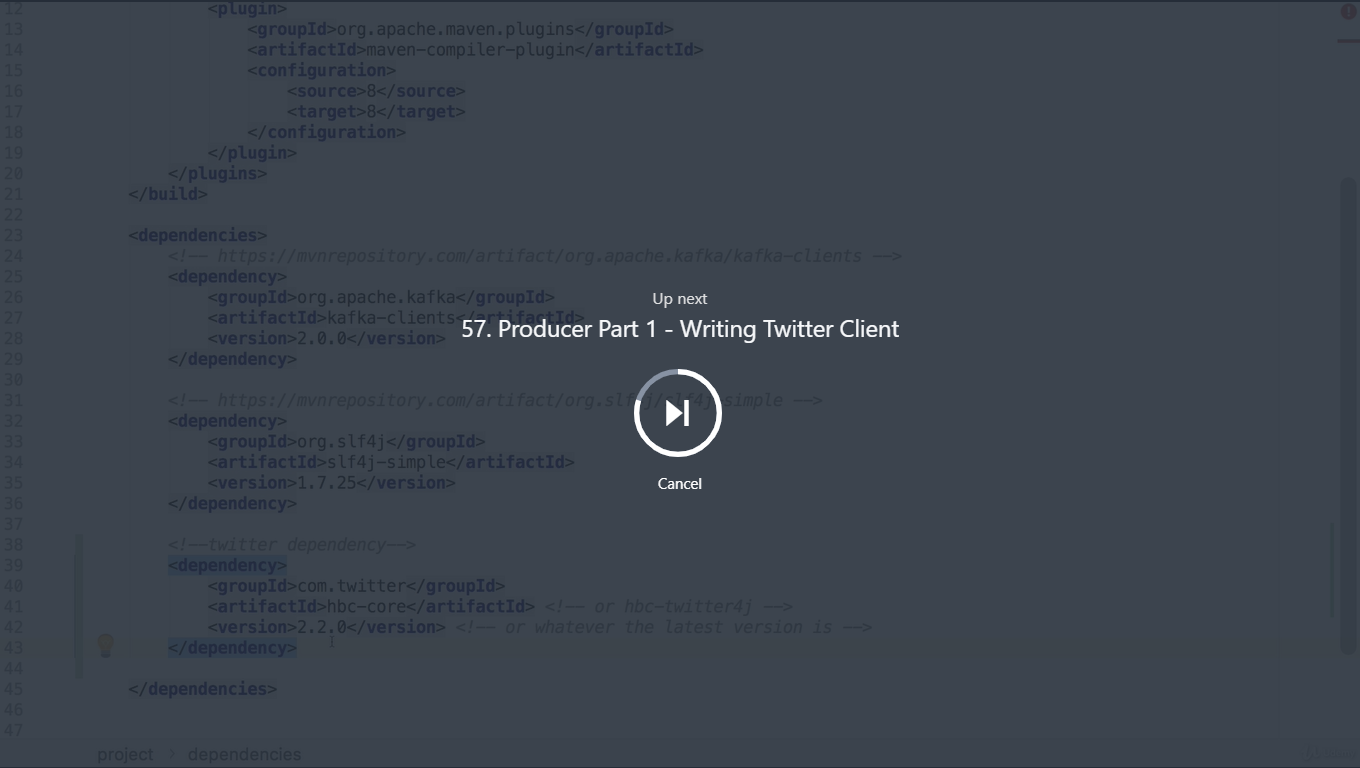 12 <plugin>
13 <groupId>org.apache.maven.plugins</groupId>
14 <artifactId>maven-compiler-plugin</artifactId>
15 <configuration>
16 <source>8</source>
17 <target>8</target>
18 </configuration>
19 </plugin>
20 </plugins>
21 </build>
22
23 <dependencies>
24 <!-- https://mvnrepository.com/artifact/org.apache.kafka/kafka-clients -->
25 <dependency>
26 <groupId>org.apache.kafka</groupId>
Up next
27 <artifactId>kafka-clients</artifactId>
57. Producer Part 1 - Writing Twitter Client
28 <version>2.0.0</version>
29 </dependency>
30
31 <!-- https://mvnrepository.com/artifact/org.slf4j/slf4j-simple -->
32 <dependency>
33 <groupId>org.slf4j</groupId>
34 <artifactId>slf4j-simple</artifactId>
35 <version>1.7.25</version>
Cancel
36 </dependency>
37
38 <!--twitter dependency-->
39 <dependency>
40 <groupId>com.twitter</groupId>
41 <artifactId>hbc-core</artifactId> <!-- or hbc-twitter4j -->
42 <version>2.2.0</version> <!-- or whatever the latest version is -->
43 </dependency>
44
45 </dependencies>
46
47
project > dependencies